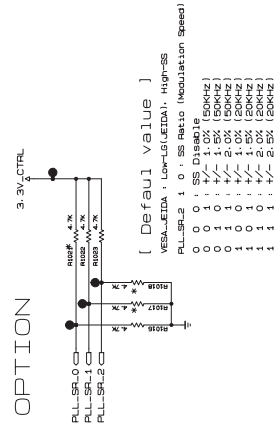 OPTION
3.3V_CTRL
R1021* 4.7K
R1022 4.7K
R1023 4.7K
PLL_SR_0
PLL_SR_1
PLL_SR_2
4.7K R1016
4.7K * R1017
4.7K * R1018
[ Defaul value ]
VESA_JEIDA : Low-LG(JEIDA), High-SS
PLL_SR_2 1 0 : SS Ratio (Modulation Speed)
0 0 0 : SS Disable
0 0 1 : +/- 1.0% (50KHz)
0 1 0 : +/- 1.5% (50KHz)
0 1 1 : +/- 2.0% (50KHz)
1 0 0 : +/- 1.0% (20KHz)
1 0 1 : +/- 1.5% (20KHz)
1 1 0 : +/- 2.0% (20KHz)
1 1 1 : +/- 2.5% (20KHz)